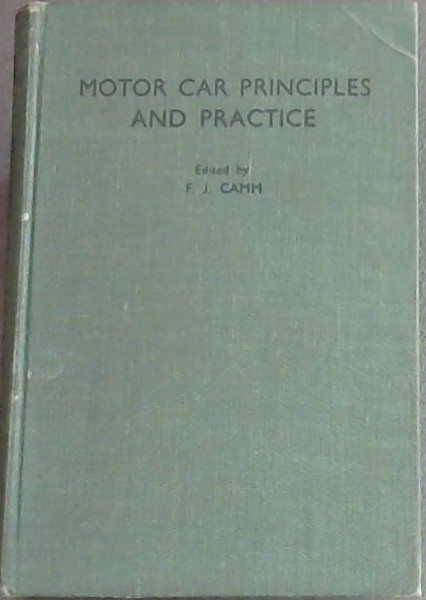 MOTOR CAR PRINCIPLES
AND PRACTICE
Edited by
F. J. CAMM